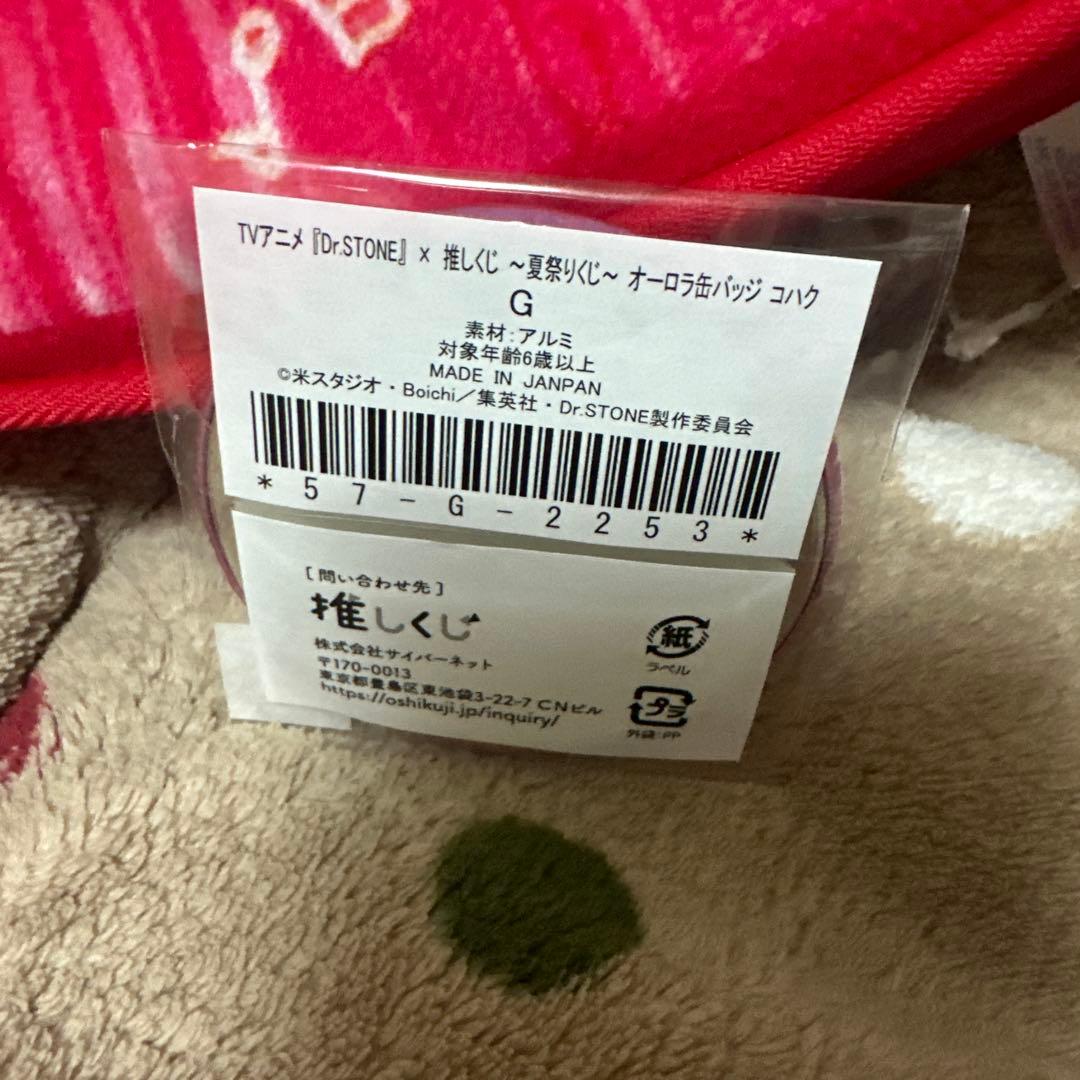 TVアニメ『Dr.STONE』× 推しくじ ～夏祭りくじ～ オーロラ缶バッジ コハク
G
素材:アルミ
対象年齢6歳以上
MADE IN JANPAN
©米スタジオ・Boichi／集英社・Dr.STONE製作委員会
*57-G-2253*
[問い合わせ先]
推しくじ
株式会社サイバーネット
〒170-0013
東京都豊島区東池袋3-22-7 CNビル
https://oshikuji.jp/inquiry/
紙
ラベル
プラ
外袋:PP